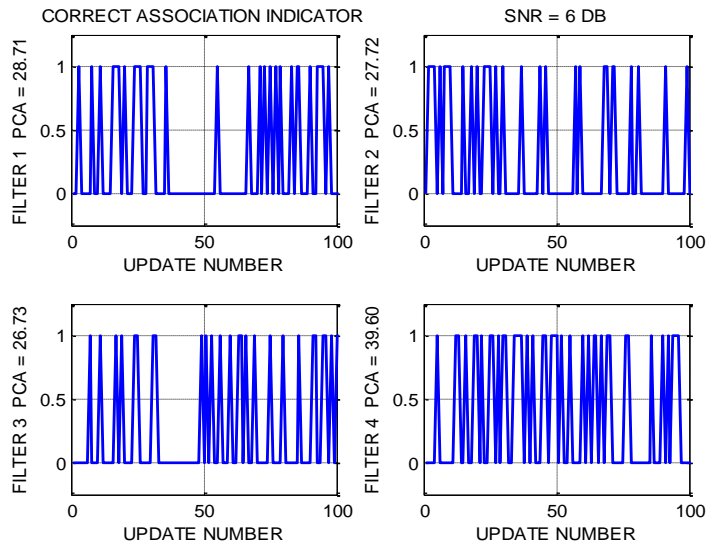 CORRECT ASSOCIATION INDICATOR
SNR = 6 DB
FILTER 1 PCA = 28.71
1
0.5
0
0 50 100
UPDATE NUMBER
FILTER 2 PCA = 27.72
1
0.5
0
0 50 100
UPDATE NUMBER
FILTER 3 PCA = 26.73
1
0.5
0
0 50 100
UPDATE NUMBER
FILTER 4 PCA = 39.60
1
0.5
0
0 50 100
UPDATE NUMBER